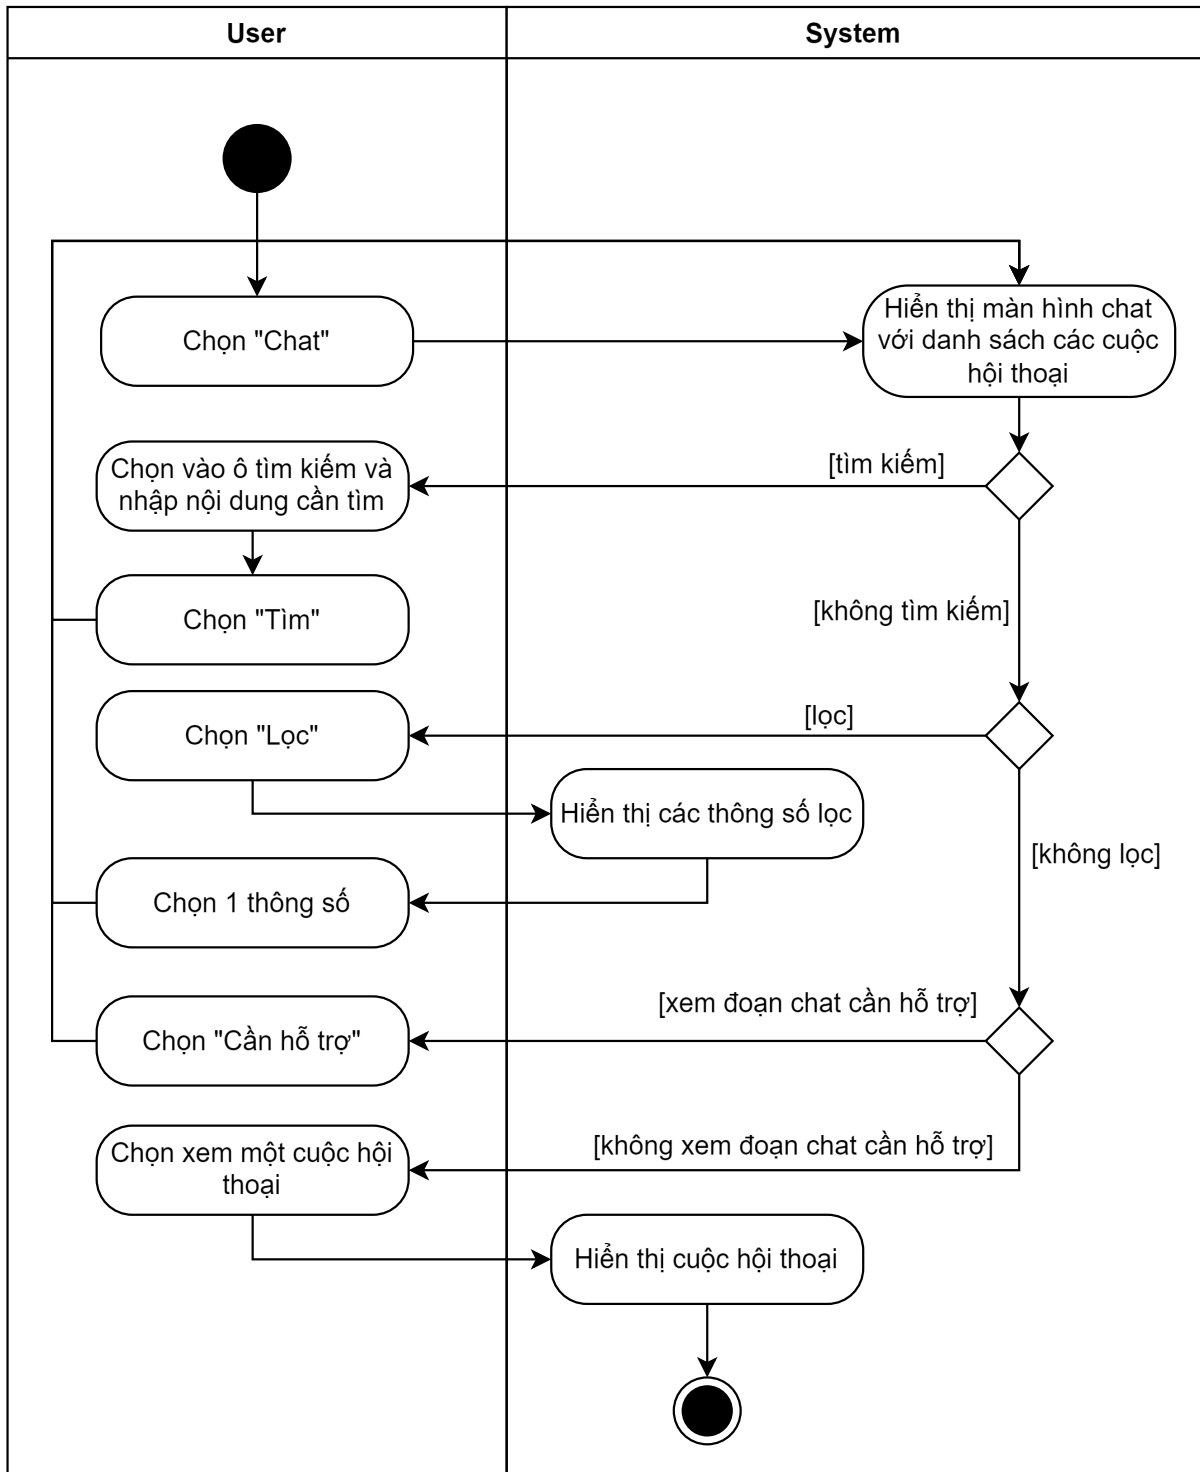 User
System
Chọn "Chat"
Hiển thị màn hình chat
với danh sách các cuộc
hội thoại
[tìm kiếm]
Chọn vào ô tìm kiếm và
nhập nội dung cần tìm
[không tìm kiếm]
Chọn "Tìm"
[lọc]
Chọn "Lọc"
Hiển thị các thông số lọc
[không lọc]
Chọn 1 thông số
[xem đoạn chat cần hỗ trợ]
Chọn "Cần hỗ trợ"
[không xem đoạn chat cần hỗ trợ]
Chọn xem một cuộc hội
thoại
Hiển thị cuộc hội thoại